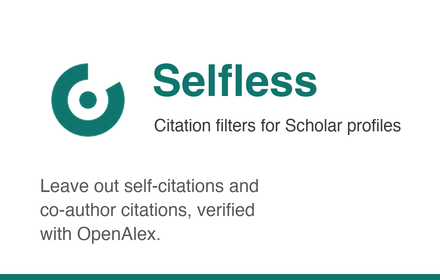 Selfless
Citation filters for Scholar profiles
Leave out self-citations and
co-author citations, verified
with OpenAlex.